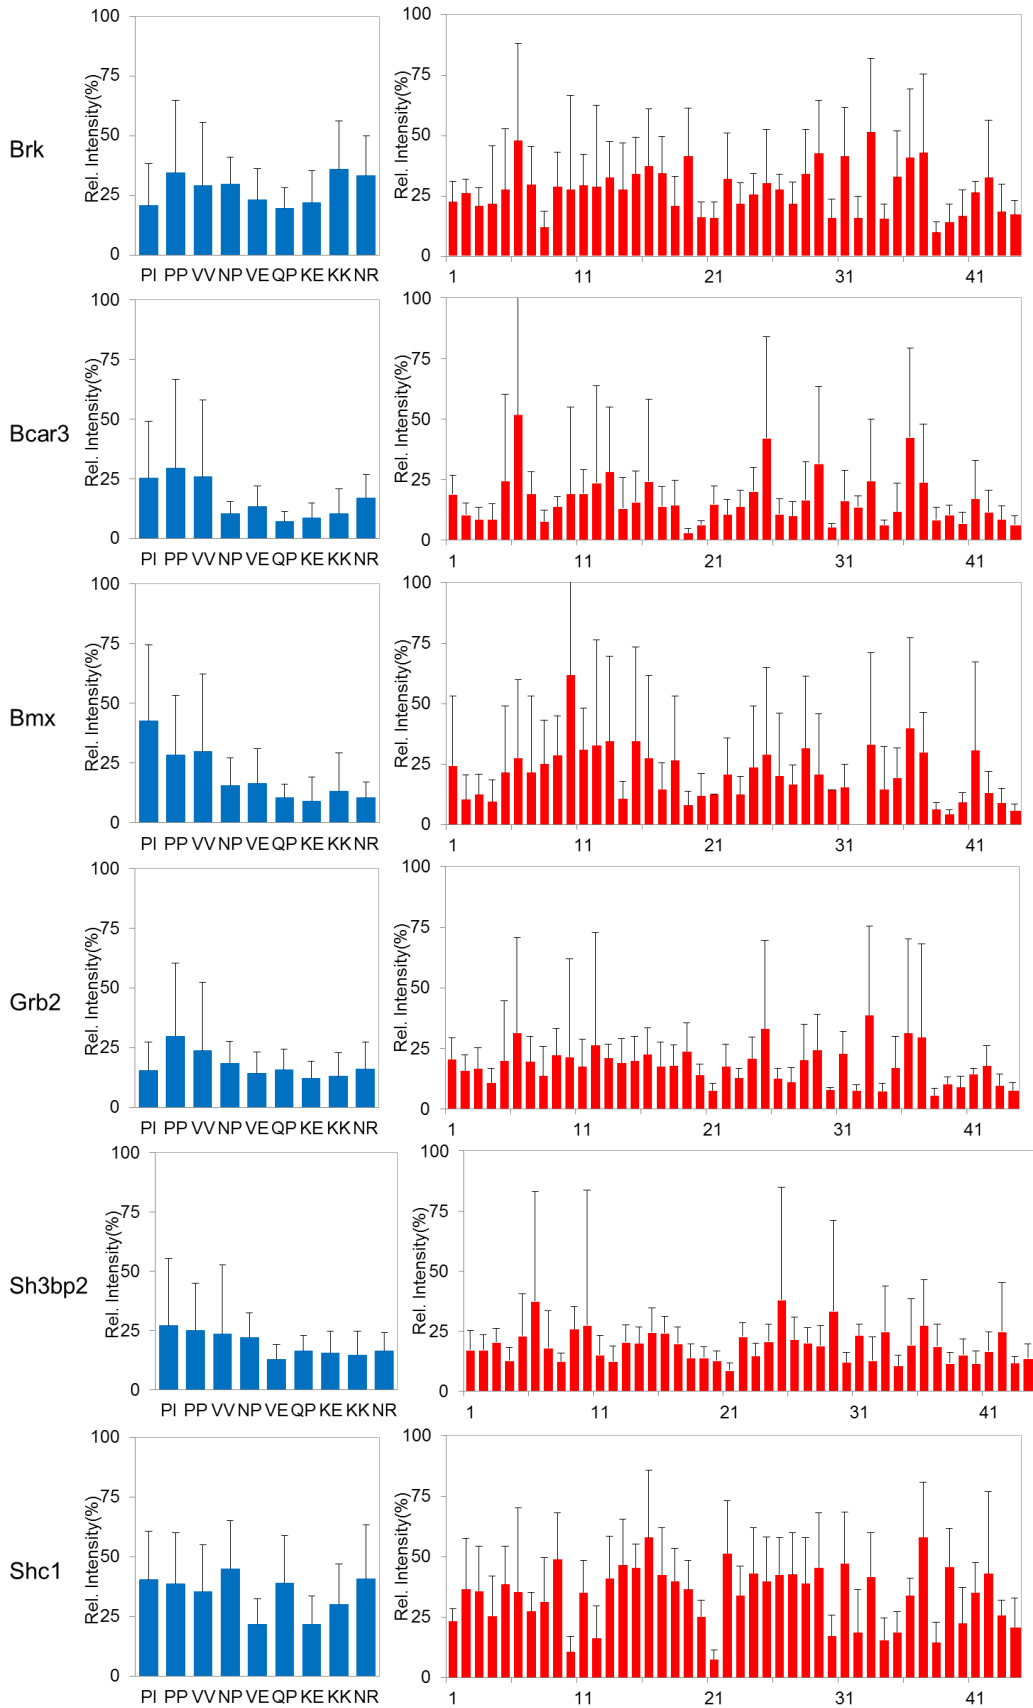 Brk
Rel. Intensity(%)
100
75
50
25
0
PI PP VV NP VE QP KE KK NR
Rel. Intensity(%)
100
75
50
25
0
1 11 21 31 41
Bcar3
Rel. Intensity(%)
100
75
50
25
0
PI PP VV NP VE QP KE KK NR
Rel. Intensity(%)
100
75
50
25
0
1 11 21 31 41
Bmx
Rel. Intensity(%)
100
75
50
25
0
PI PP VV NP VE QP KE KK NR
Rel. Intensity(%)
100
75
50
25
0
1 11 21 31 41
Grb2
Rel. Intensity(%)
100
75
50
25
0
PI PP VV NP VE QP KE KK NR
Rel. Intensity(%)
100
75
50
25
0
1 11 21 31 41
Sh3bp2
Rel. Intensity(%)
100
75
50
25
0
PI PP VV NP VE QP KE KK NR
Rel. Intensity(%)
100
75
50
25
0
1 11 21 31 41
Shc1
Rel. Intensity(%)
100
75
50
25
0
PI PP VV NP VE QP KE KK NR
Rel. Intensity(%)
100
75
50
25
0
1 11 21 31 41